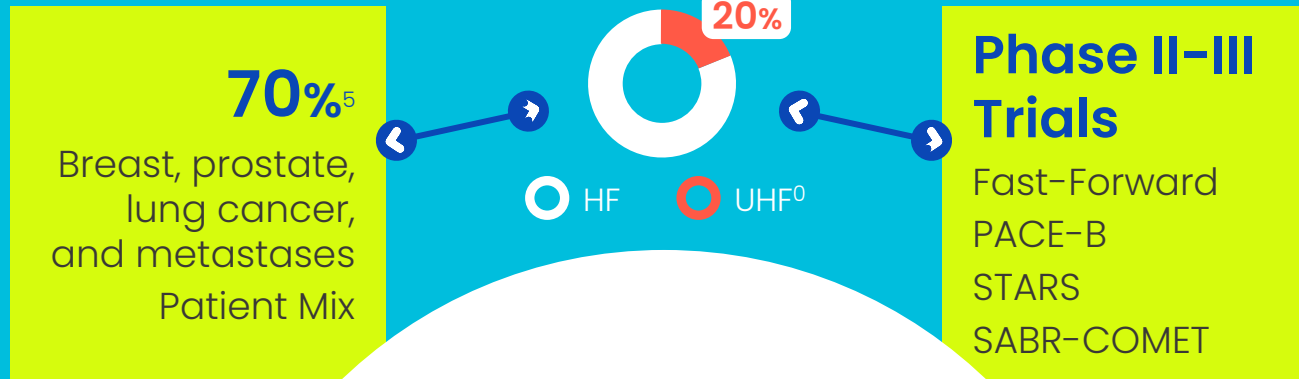 70%5
Breast, prostate,
lung cancer,
and metastases
Patient Mix
20%
HF
UHF0
Phase II-III
Trials
Fast-Forward
PACE-B
STARS
SABR-COMET